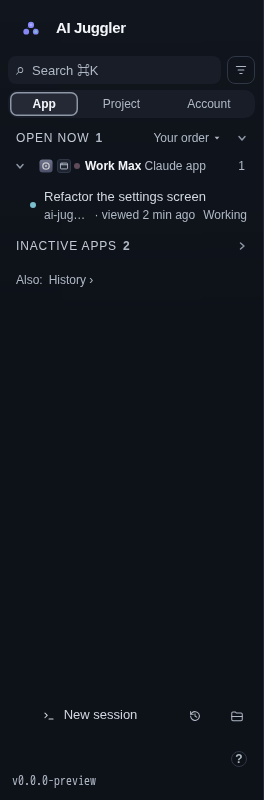 AI Juggler
Search ⌘K
App Project Account
OPEN NOW 1 Your order
Work Max Claude app 1
Refactor the settings screen
ai-jug… · viewed 2 min ago Working
INACTIVE APPS 2
Also: History ›
New session
?
v0.0.0-preview